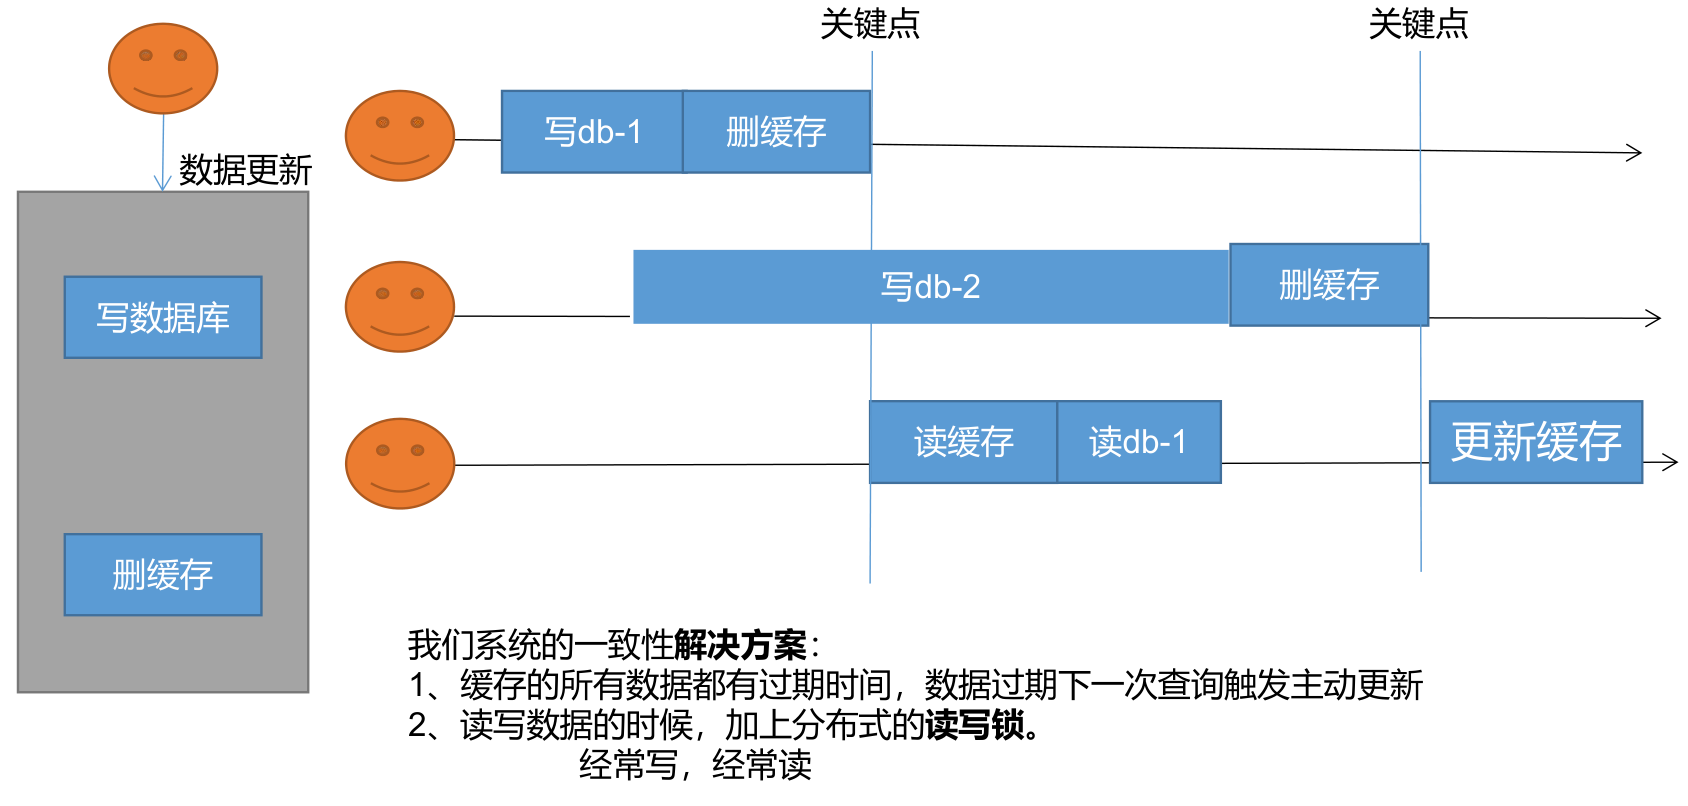 关键点
关键点
数据更新
写数据库
删缓存
写db-1
删缓存
写db-2
删缓存
读缓存
读db-1
更新缓存
我们系统的一致性解决方案：
1、缓存的所有数据都有过期时间，数据过期下一次查询触发主动更新
2、读写数据的时候，加上分布式的读写锁。
经常写，经常读